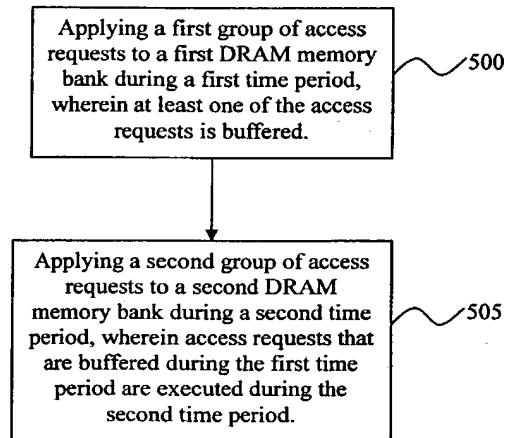 Applying a first group of access
requests to a first DRAM memory
bank during a first time period,
wherein at least one of the access
requests is buffered.
500
Applying a second group of access
requests to a second DRAM
memory bank during a second time
period, wherein access requests that
are buffered during the first time
period are executed during the
second time period.
505